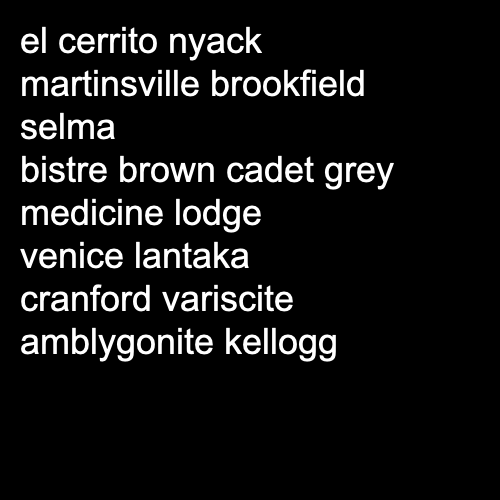 el cerrito nyack
martinsville brookfield
selma
bistre brown cadet grey
medicine lodge
venice lantaka
cranford variscite
amblygonite kellogg